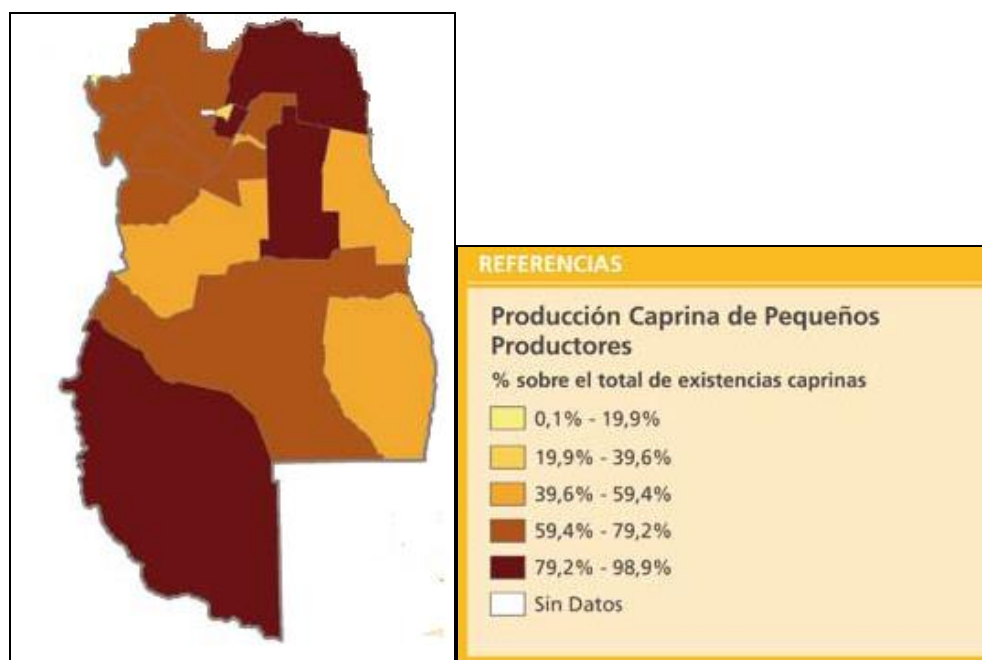 REFERENCIAS
Producción Caprina de Pequeños
Productores
% sobre el total de existencias caprinas
0,1% - 19,9%
19,9% - 39,6%
39,6% - 59,4%
59,4% - 79,2%
79,2% - 98,9%
Sin Datos